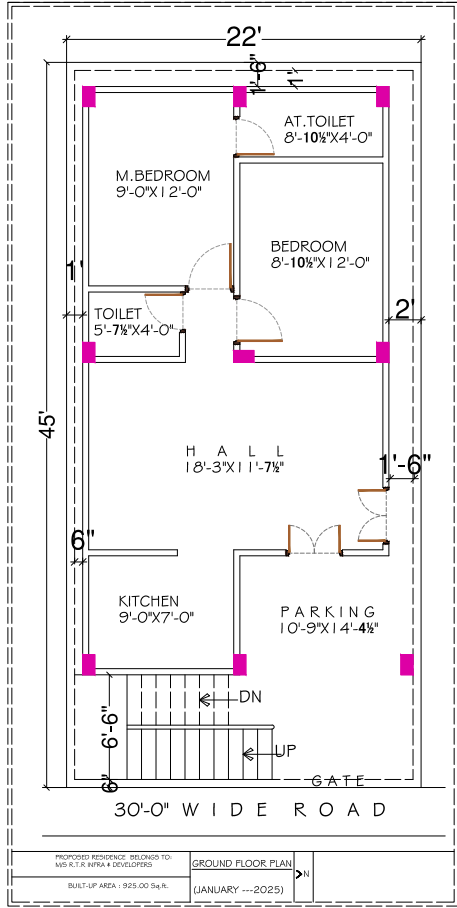 22'
1'-6"
1'
AT.TOILET
8'-10½"X4'-0"
M.BEDROOM
9'-0"X12'-0"
BEDROOM
8'-10½"X12'-0"
1'
TOILET
5'-7½"X4'-0"
2'
45'
H A L L
18'-3"X11'-7½"
1'-6"
6"
KITCHEN
9'-0"X7'-0"
PARKING
10'-9"X14'-4½"
DN
6'-6"
UP
6"
GATE
30'-0" WIDE ROAD
PROPOSED RESIDENCE BELONGS TO:
M/S R.T.R INFRA & DEVELOPERS
GROUND FLOOR PLAN
N
BUILT-UP AREA : 925.00 Sq.ft.
(JANUARY ---2025)